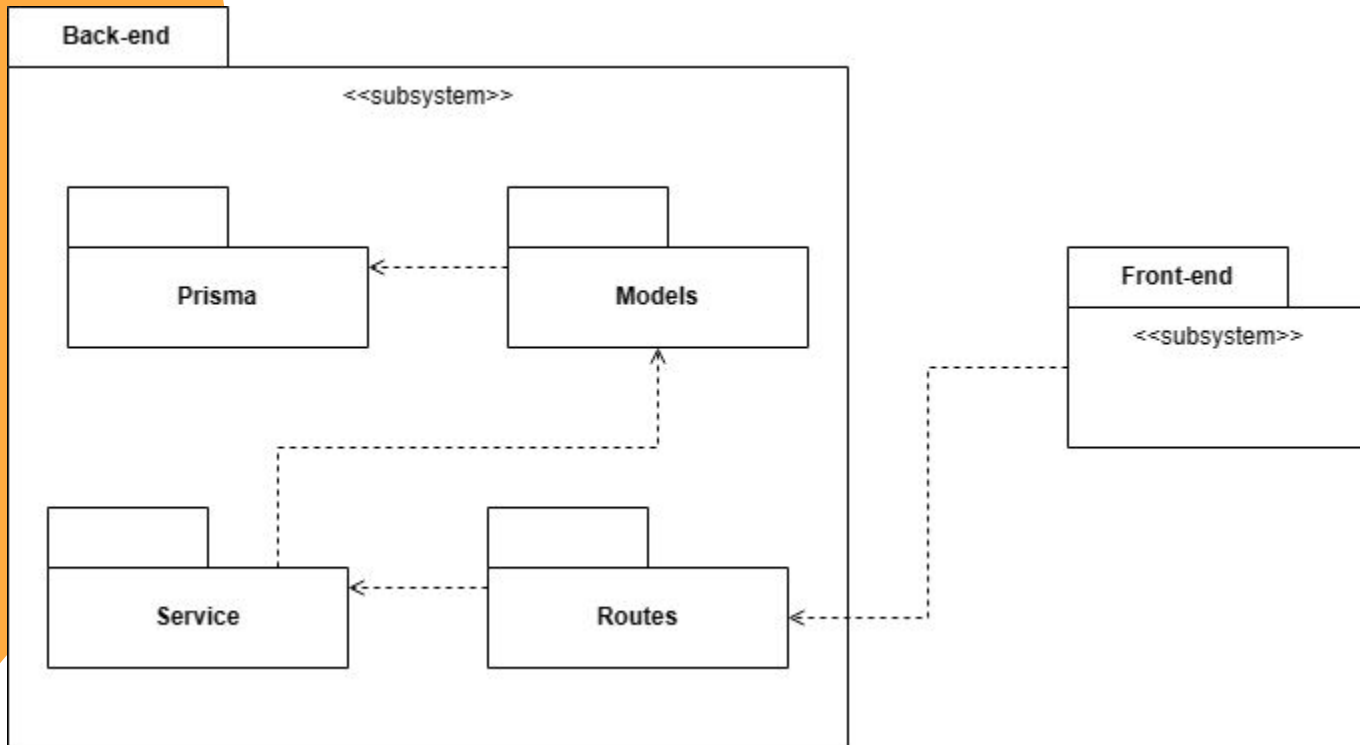 Back-end
<<subsystem>>
Prisma
Models
Front-end
<<subsystem>>
Service
Routes